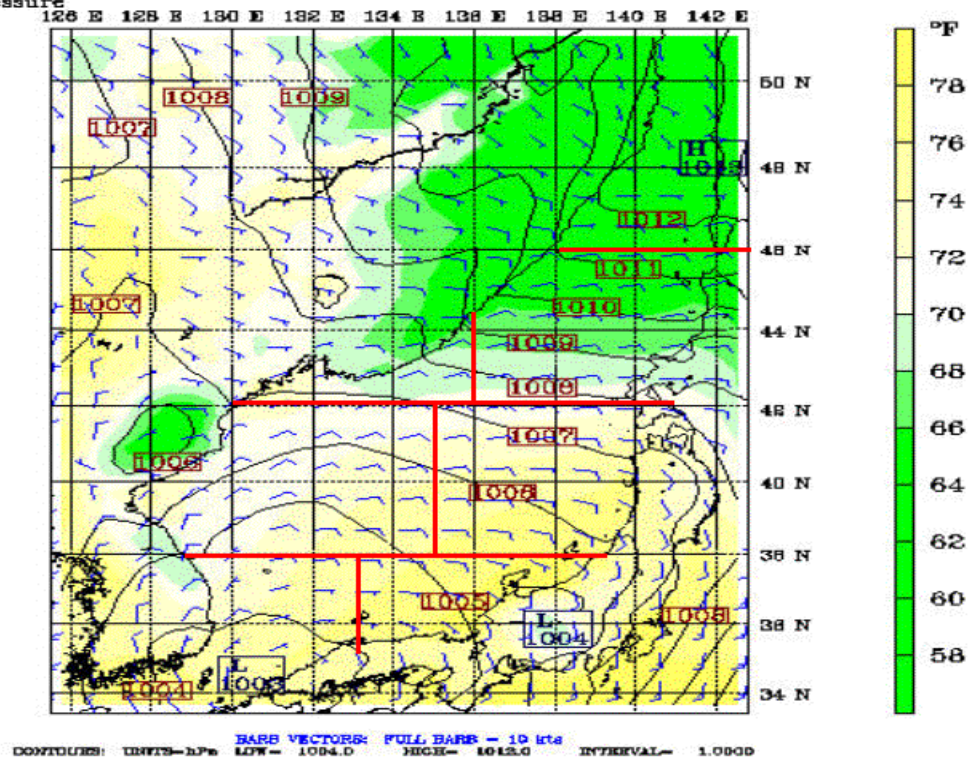 essure
126 E 128 E 130 E 132 E 134 E 136 E 138 E 140 E 142 E
°F
50 N
78
1008 1009
1007
76
H
1013
48 N
74
1012
46 N
72
1011
1007 1010
70
44 N
1009
68
1008
42 N
66
1007
1006
64
40 N
1006
62
38 N
60
1005
L
1004
36 N
58
L
1003
1004
34 N
BARB VECTORS: FULL BARB = 10 kts
CONTOURS: UNITS=hPa LOW= 1004.0 HIGH= 1012.0 INTERVAL= 1.0000